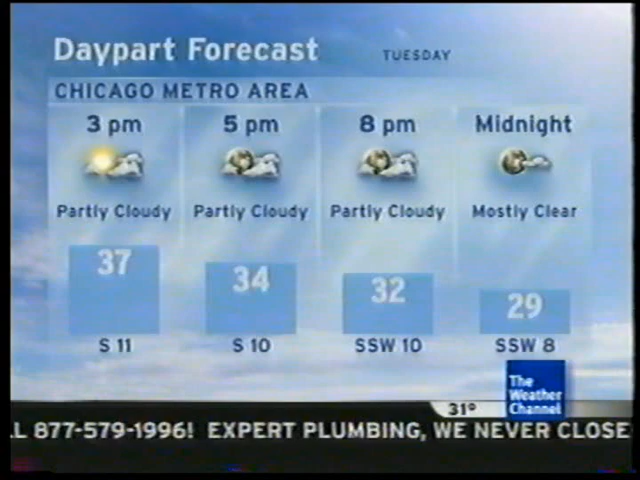 Daypart Forecast TUESDAY
CHICAGO METRO AREA
3 pm 5 pm 8 pm Midnight
Partly Cloudy Partly Cloudy Partly Cloudy Mostly Clear
37 34 32 29
S 11 S 10 SSW 10 SSW 8
The
Weather
Channel
31°
877-579-1996! EXPERT PLUMBING, WE NEVER CLOSE